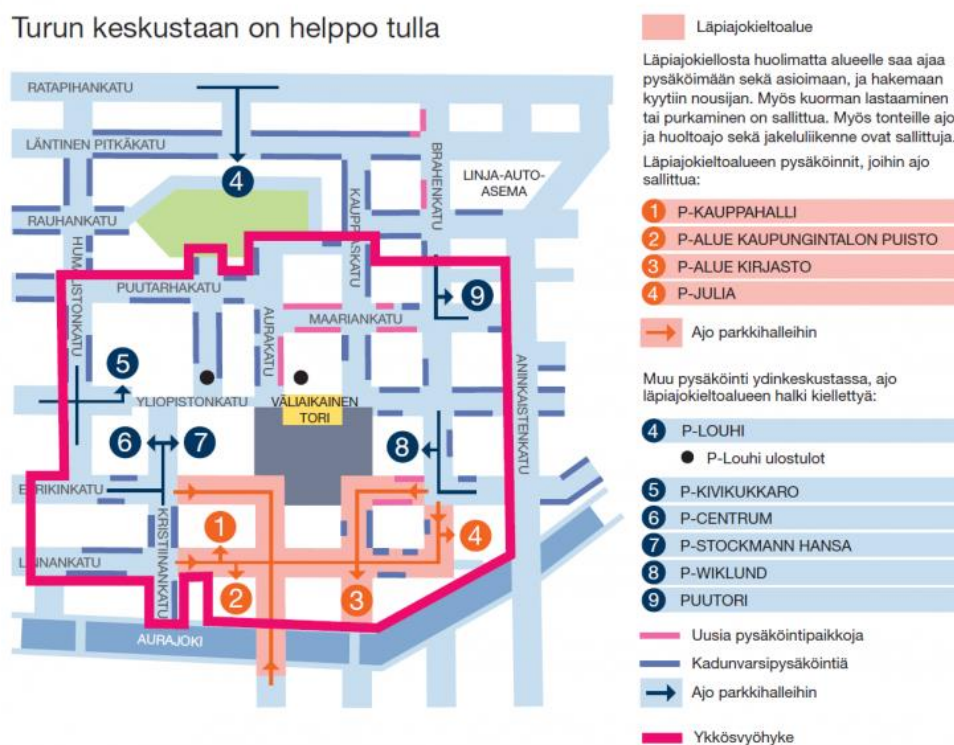 Turun keskustaan on helppo tulla
RATAPIHANKATU
LÄNTINEN PITKÄKATU
BRAHENKATU
LINJA-AUTO-
ASEMA
4
KAUPPIASKATU
RAUHANKATU
HUMALISTONKATU
PUUTARHAKATU
9
MAARIANKATU
AURAKATU
ANINKAISTENKATU
5
YLIOPISTONKATU
VÄLIAIKAINEN
TORI
6
7
8
EERIKINKATU
KRISTIINANKATU
1
4
LINNANKATU
2
3
AURAJOKI
Läpiajokieltoalue
Läpiajokiellosta huolimatta alueelle saa ajaa
pysäköimään sekä asioimaan, ja hakemaan
kyytiin nousijan. Myös kuorman lastaaminen
tai purkaminen on sallittua. Myös tonteille ajo
ja huoltoajo sekä jakeluliikenne ovat sallittuja.
Läpiajokieltoalueen pysäköinnit, joihin ajo
sallittua:
1 P-KAUPPAHALLI
2 P-ALUE KAUPUNGINTALON PUISTO
3 P-ALUE KIRJASTO
4 P-JULIA
Ajo parkkihalleihin
Muu pysäköinti ydinkeskustassa, ajo
läpiajokieltoalueen halki kiellettyä:
4 P-LOUHI
P-Louhi ulostulot
5 P-KIVIKUKKARO
6 P-CENTRUM
7 P-STOCKMANN HANSA
8 P-WIKLUND
9 PUUTORI
Uusia pysäköintipaikkoja
Kadunvarsipysäköintiä
Ajo parkkihalleihin
Ykkösvyöhyke